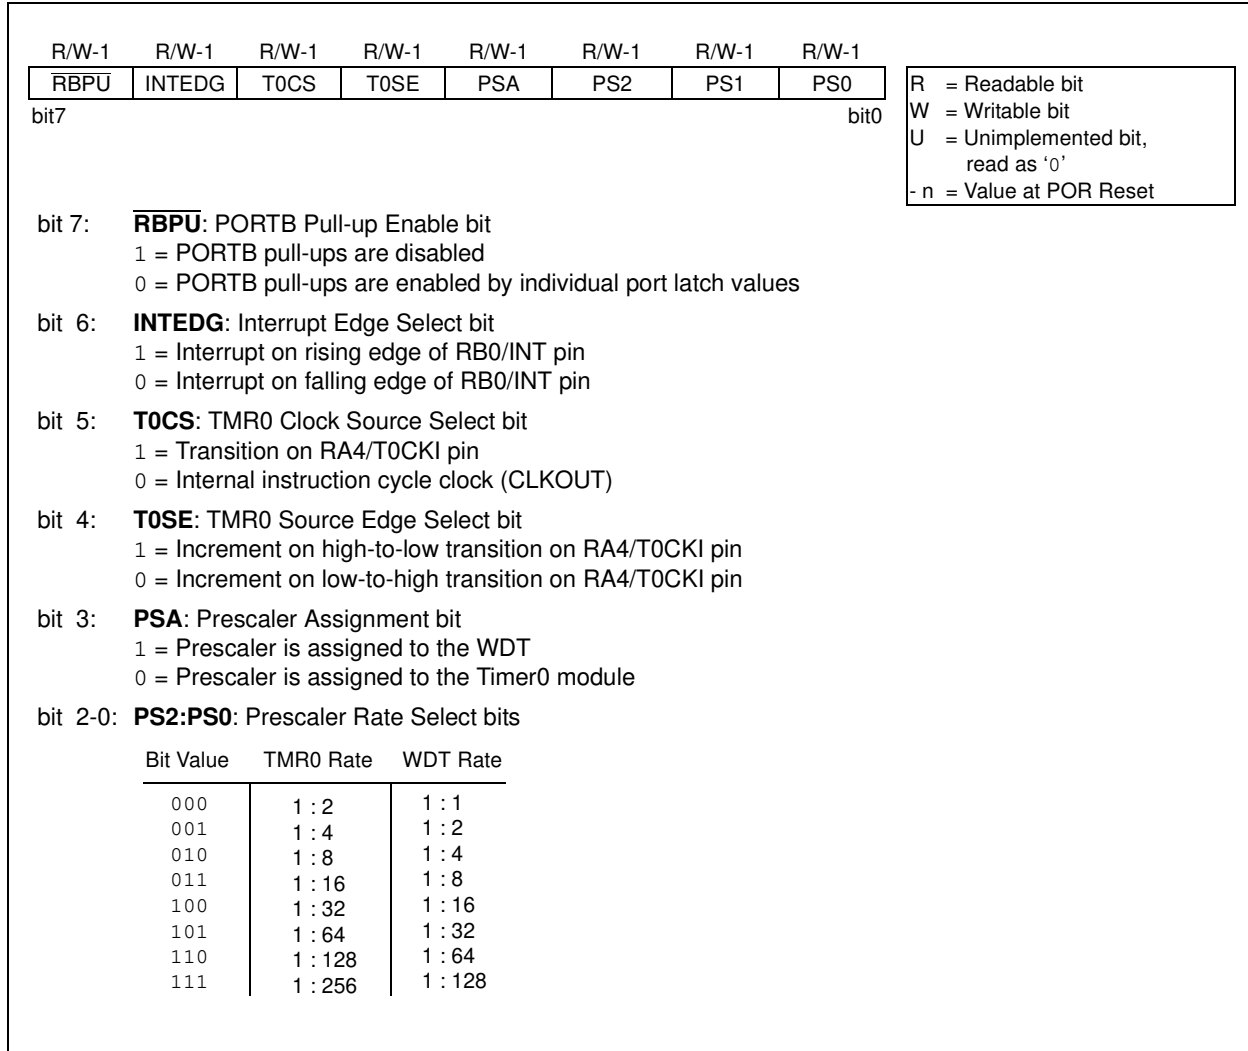 R/W-1 R/W-1 R/W-1 R/W-1 R/W-1 R/W-1 R/W-1 R/W-1
RBPU INTEDG T0CS T0SE PSA PS2 PS1 PS0
bit7 bit0
R = Readable bit
W = Writable bit
U = Unimplemented bit,
read as ‘0’
- n = Value at POR Reset
bit 7: RBPU: PORTB Pull-up Enable bit
1 = PORTB pull-ups are disabled
0 = PORTB pull-ups are enabled by individual port latch values
bit 6: INTEDG: Interrupt Edge Select bit
1 = Interrupt on rising edge of RB0/INT pin
0 = Interrupt on falling edge of RB0/INT pin
bit 5: T0CS: TMR0 Clock Source Select bit
1 = Transition on RA4/T0CKI pin
0 = Internal instruction cycle clock (CLKOUT)
bit 4: T0SE: TMR0 Source Edge Select bit
1 = Increment on high-to-low transition on RA4/T0CKI pin
0 = Increment on low-to-high transition on RA4/T0CKI pin
bit 3: PSA: Prescaler Assignment bit
1 = Prescaler is assigned to the WDT
0 = Prescaler is assigned to the Timer0 module
bit 2-0: PS2:PS0: Prescaler Rate Select bits
Bit Value TMR0 Rate WDT Rate
000 1 : 2 1 : 1
001 1 : 4 1 : 2
010 1 : 8 1 : 4
011 1 : 16 1 : 8
100 1 : 32 1 : 16
101 1 : 64 1 : 32
110 1 : 128 1 : 64
111 1 : 256 1 : 128